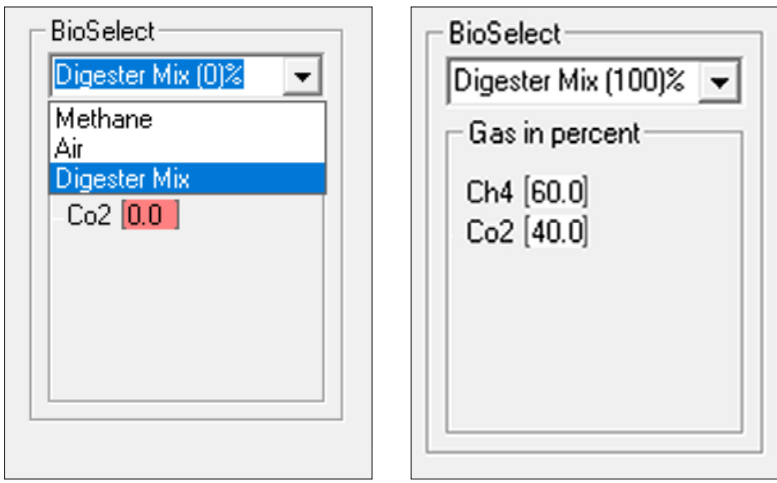 BioSelect
Digester Mix (0)%
Methane
Air
Digester Mix
Co2 [0.0 ]
BioSelect
Digester Mix (100)%
Gas in percent
Ch4 [60.0]
Co2 [40.0]